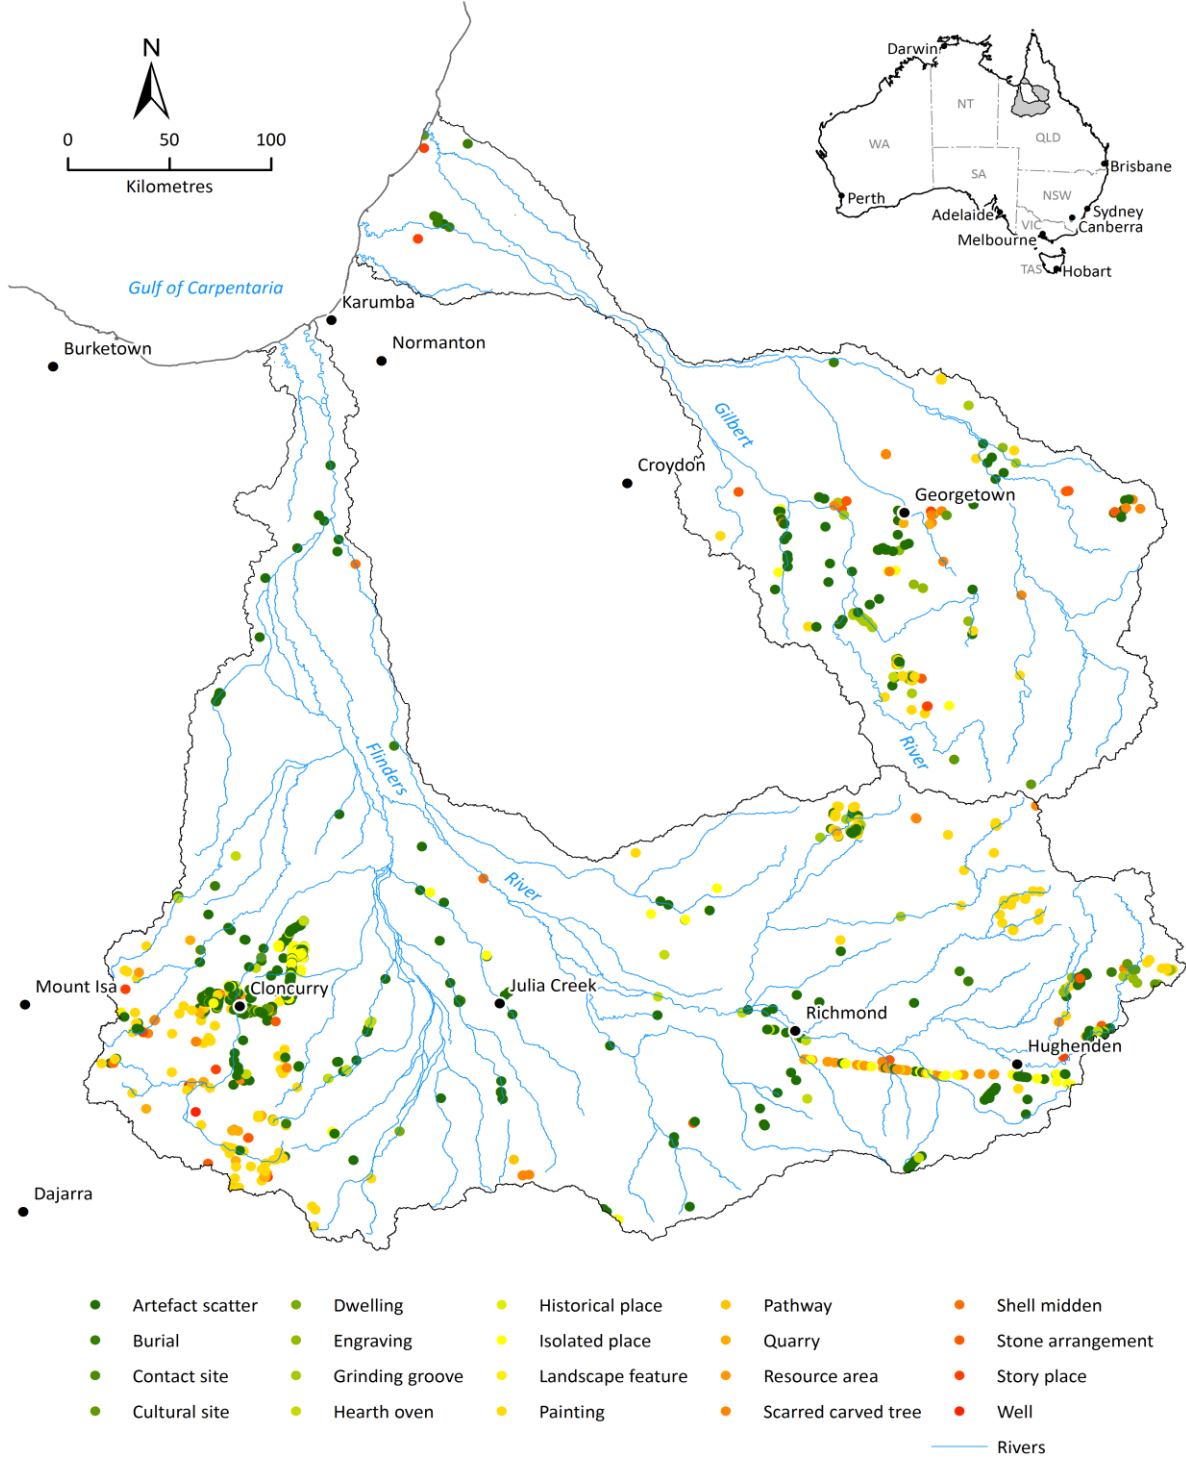 N
0 50 100
Kilometres
Darwin
NT
WA
QLD
SA
Brisbane
NSW
Perth
Adelaide
Sydney
VIC
Canberra
Melbourne
TAS
Hobart
Gulf of Carpentaria
Karumba
Burketown
Normanton
Gilbert
Croydon
Georgetown
River
Flinders
River
Mount Isa
Cloncurry
Julia Creek
Richmond
Hughenden
Dajarra
Artefact scatter
Burial
Contact site
Cultural site
Dwelling
Engraving
Grinding groove
Hearth oven
Historical place
Isolated place
Landscape feature
Painting
Pathway
Quarry
Resource area
Scarred carved tree
Shell midden
Stone arrangement
Story place
Well
Rivers